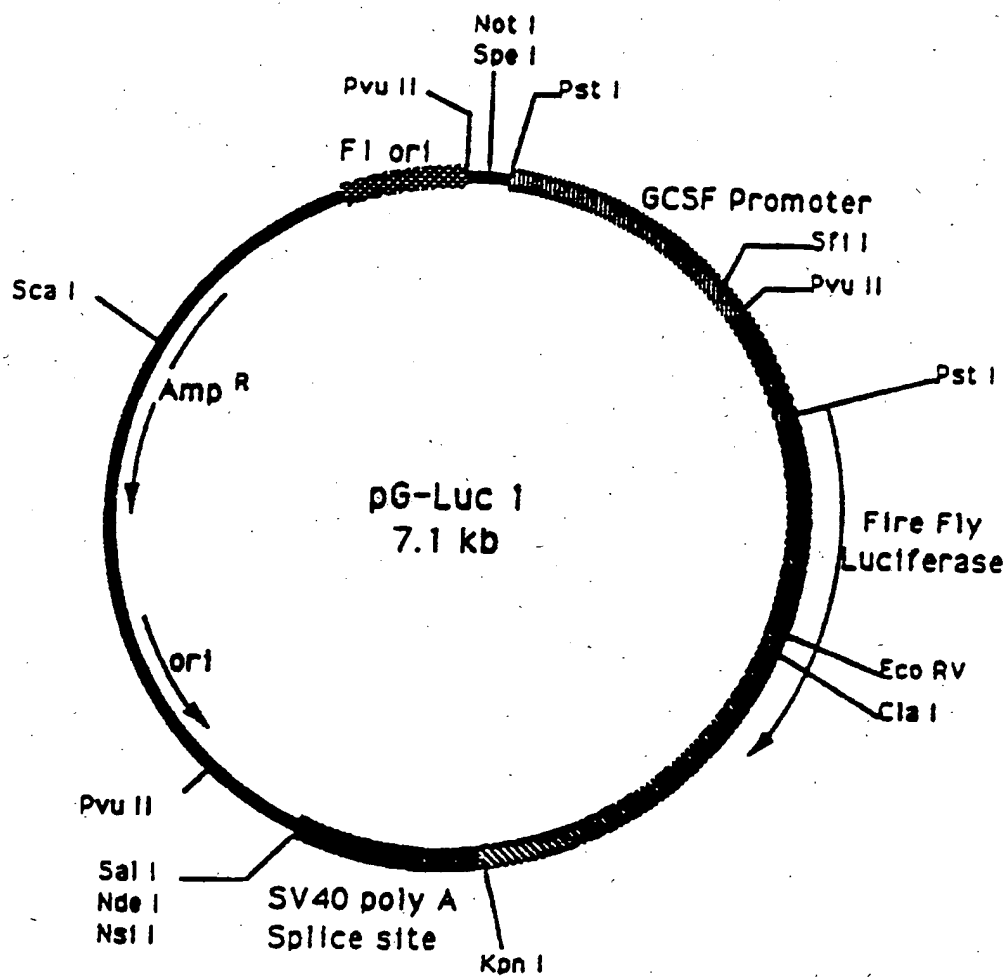 Not I
Spe I
Pvu II
Pst I
F1 ori
GCSF Promoter
Sfi I
Pvu II
Sca I
Pst I
Amp R
pG-Luc 1
7.1 kb
Fire Fly
Luciferase
ori
Eco RV
Cla I
Pvu II
Sal I
Nde I
Nsi I
SV40 poly A
Splice site
Kpn I